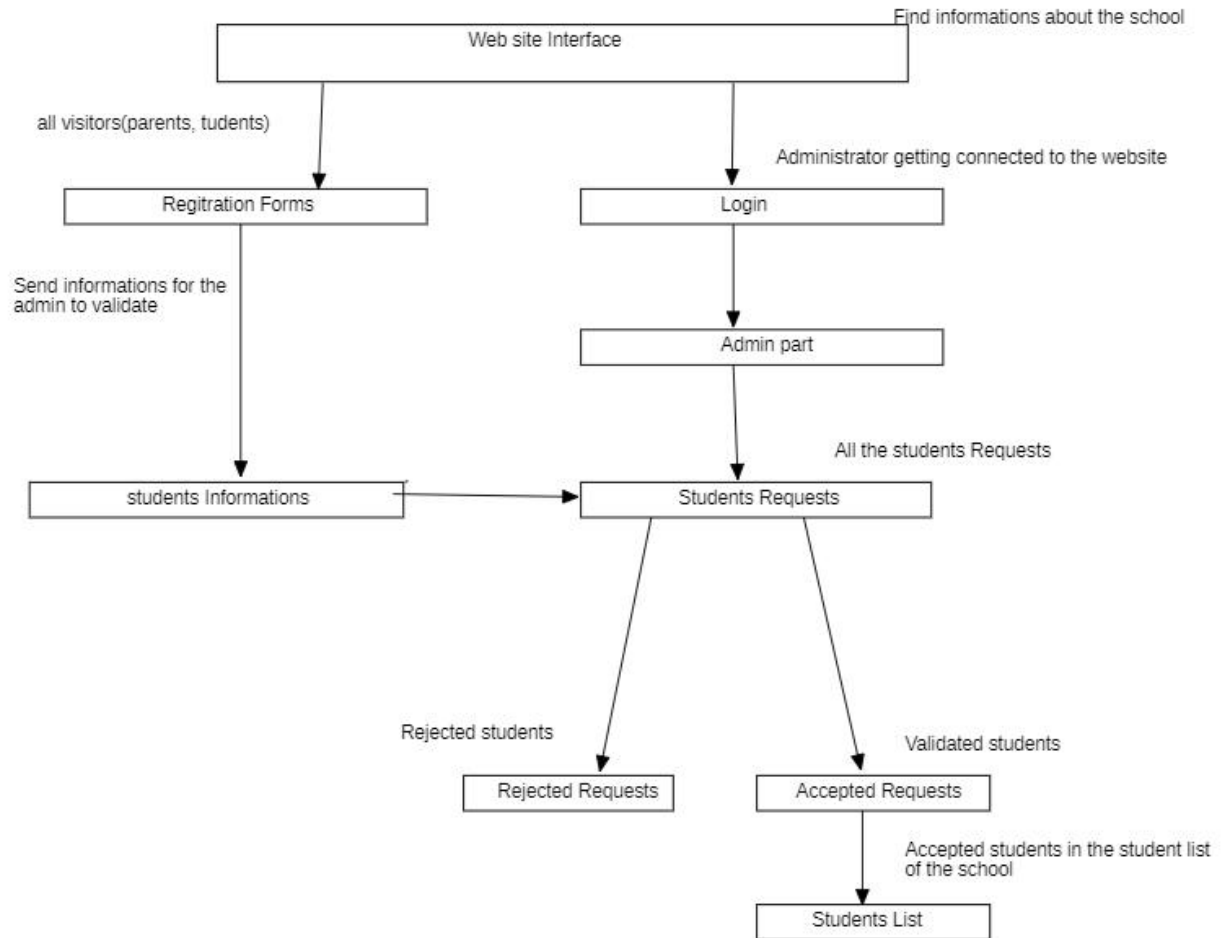 Find informations about the school
Web site Interface
all visitors(parents, tudents)
Administrator getting connected to the website
Regitration Forms
Login
Send informations for the
admin to validate
Admin part
All the students Requests
students Informations
Students Requests
Rejected students
Validated students
Rejected Requests
Accepted Requests
Accepted students in the student list
of the school
Students List